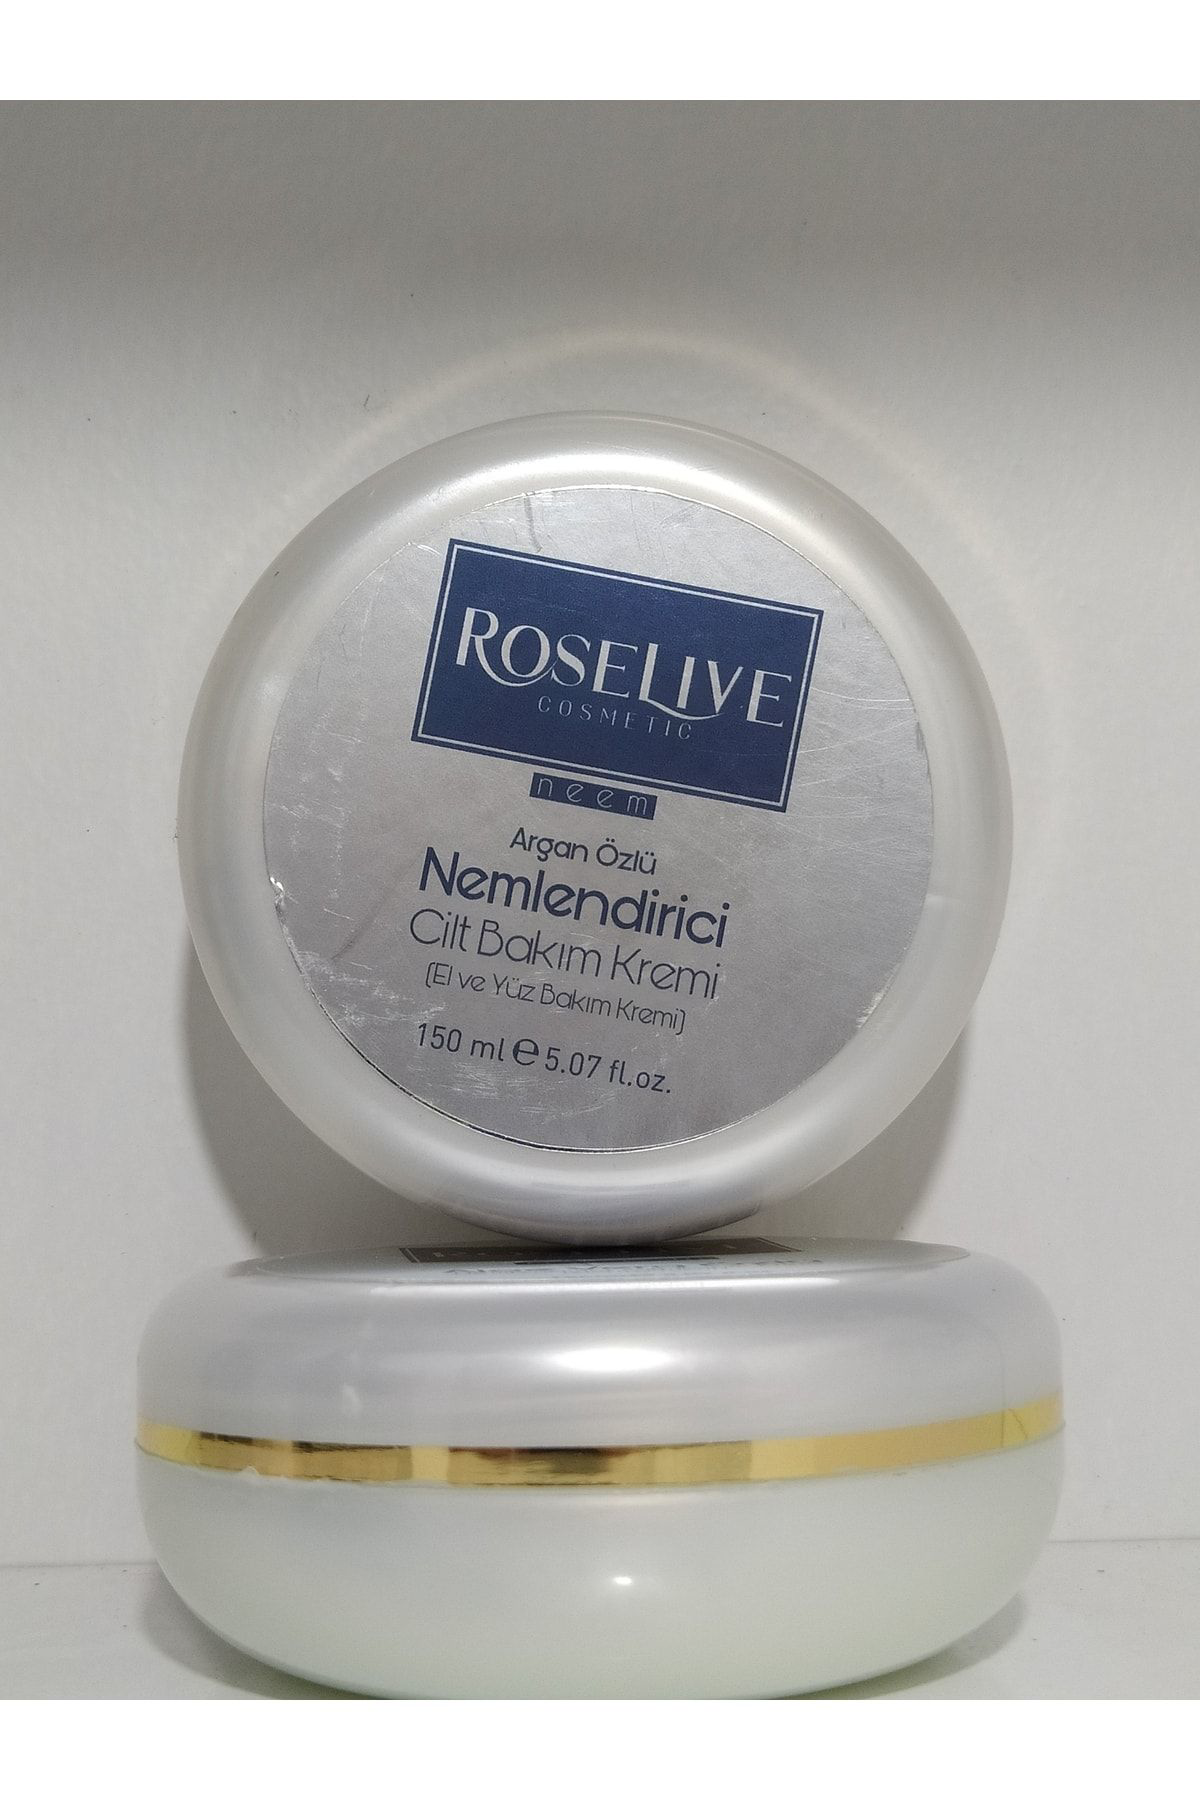 ROSELIVE
COSMETIC
neem
Argan Özlü
Nemlendirici
Cilt Bakım Kremi
(El ve Yüz Bakım Kremi)
150 ml e 5.07 fl.oz.